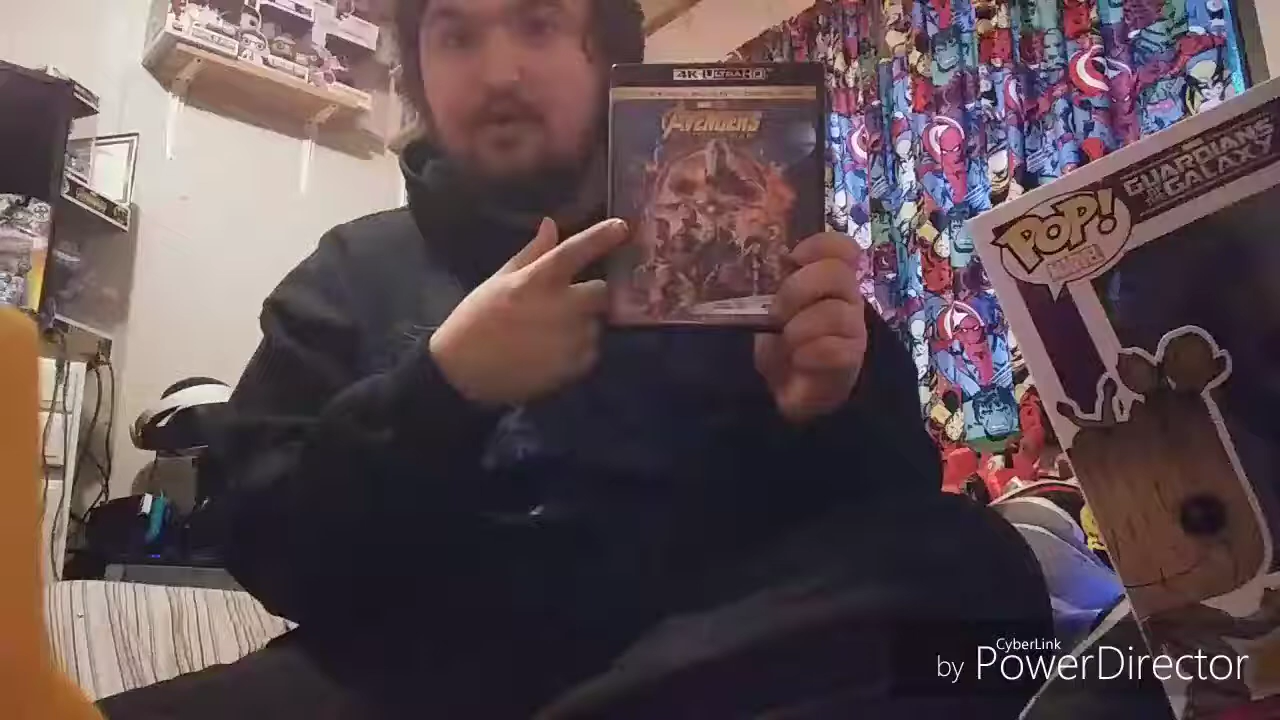 4K ULTRA HD
AVENGERS
GUARDIANS
OF THE
GALAXY
POP!
MARVEL
CyberLink
by PowerDirector